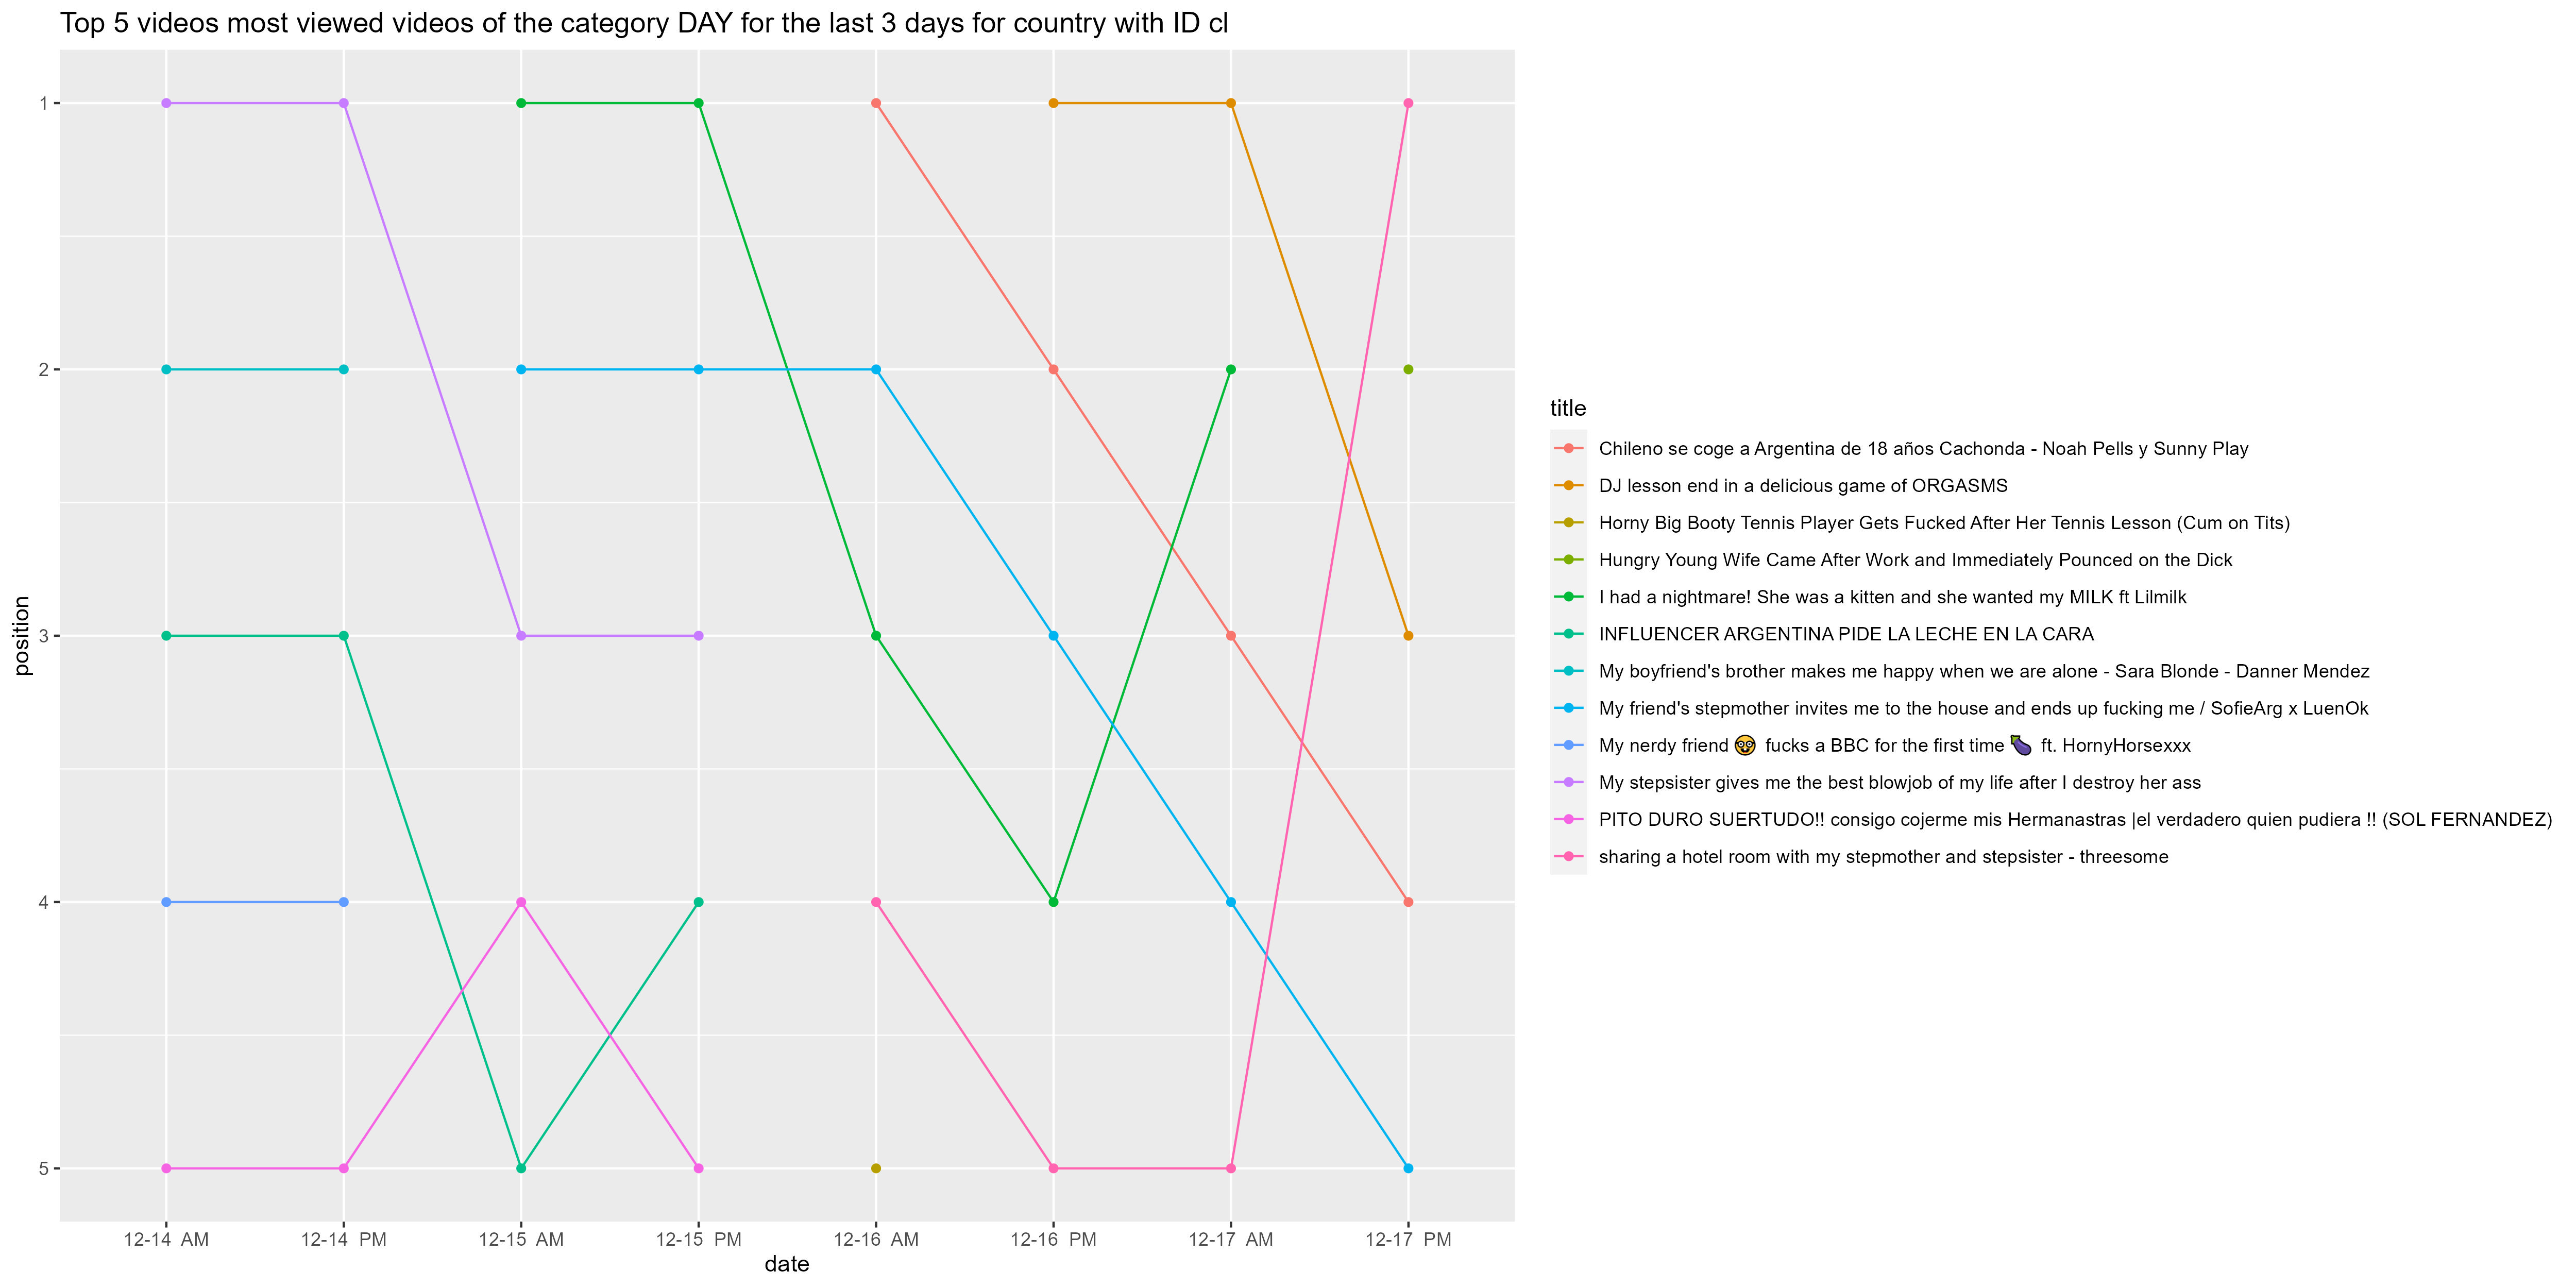 Top 5 videos most viewed videos of the category DAY for the last 3 days for country with ID cl
1
2
3
4
5
position
12-14 AM
12-14 PM
12-15 AM
12-15 PM
12-16 AM
12-16 PM
12-17 AM
12-17 PM
date
title
Chileno se coge a Argentina de 18 años Cachonda - Noah Pells y Sunny Play
DJ lesson end in a delicious game of ORGASMS
Horny Big Booty Tennis Player Gets Fucked After Her Tennis Lesson (Cum on Tits)
Hungry Young Wife Came After Work and Immediately Pounced on the Dick
I had a nightmare! She was a kitten and she wanted my MILK ft Lilmilk
INFLUENCER ARGENTINA PIDE LA LECHE EN LA CARA
My boyfriend's brother makes me happy when we are alone - Sara Blonde - Danner Mendez
My friend's stepmother invites me to the house and ends up fucking me / SofieArg x LuenOk
My nerdy friend 🤓 fucks a BBC for the first time 🍆 ft. HornyHorsexxx
My stepsister gives me the best blowjob of my life after I destroy her ass
PITO DURO SUERTUDO!! consigo cojerme mis Hermanastras |el verdadero quien pudiera !! (SOL FERNANDEZ)
sharing a hotel room with my stepmother and stepsister - threesome